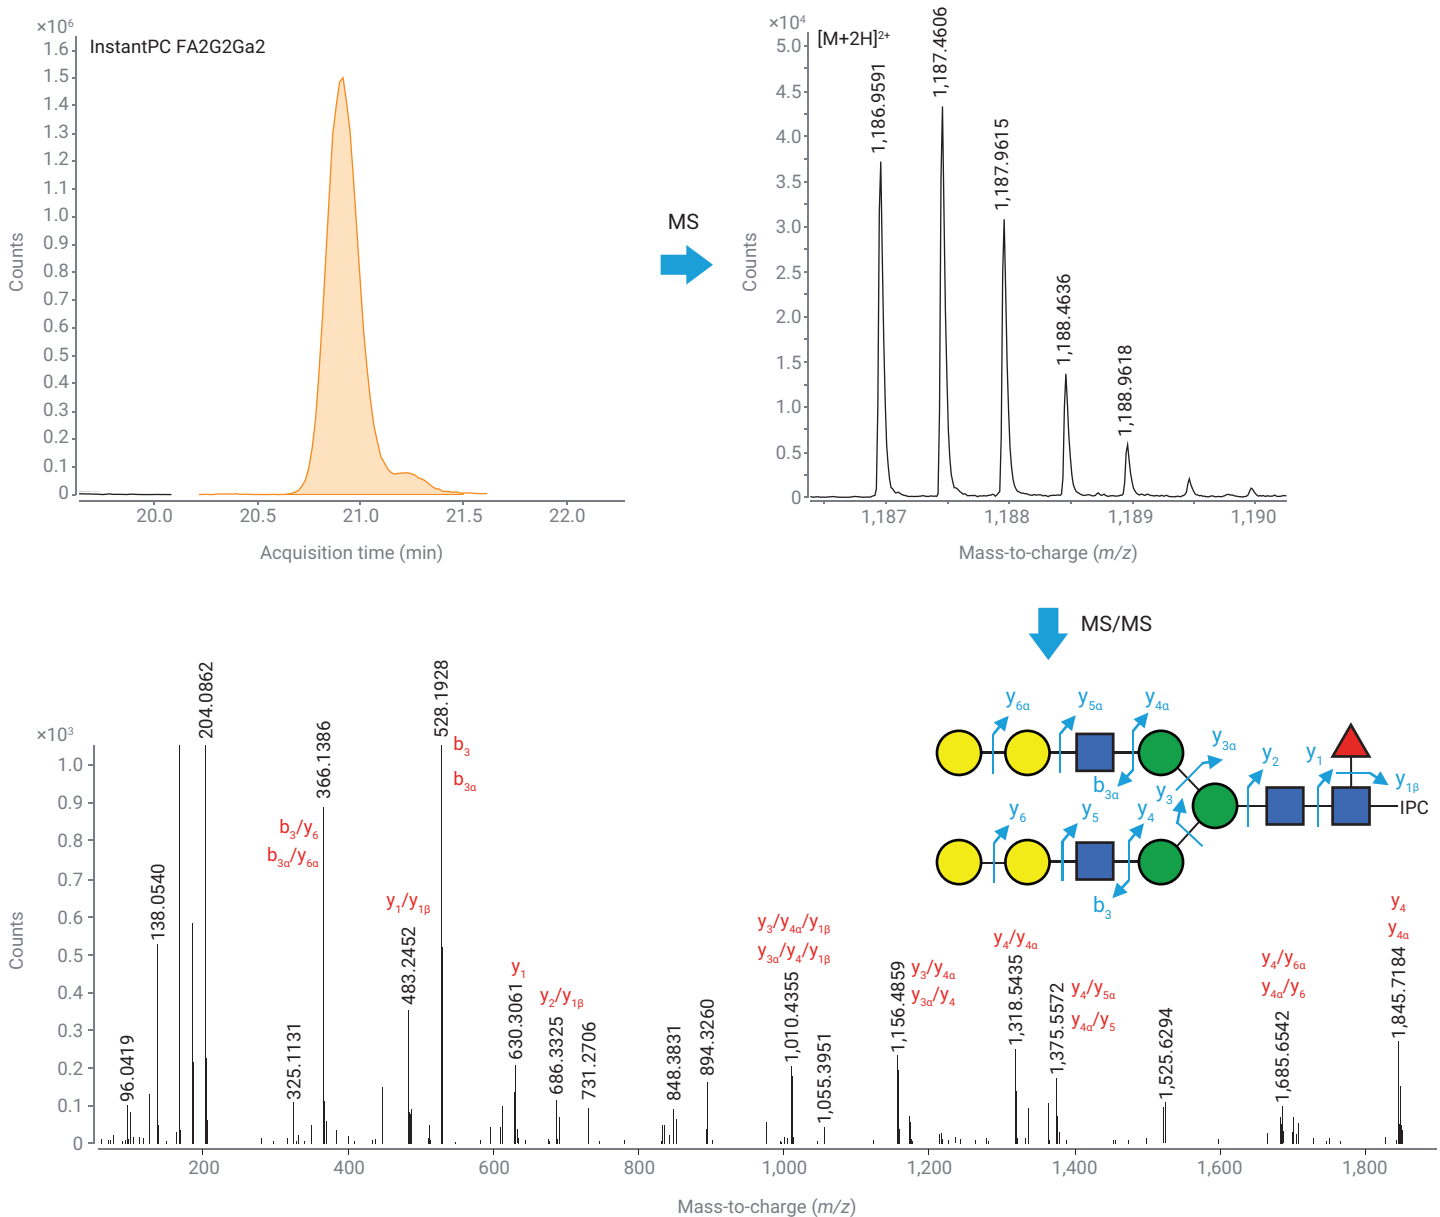 ×10⁶
InstantPC FA2G2Ga2
1.6
1.5
1.4
1.3
1.2
1.1
1.0
0.9
0.8
0.7
0.6
0.5
0.4
0.3
0.2
0.1
0
Counts
20.0 20.5 21.0 21.5 22.0
Acquisition time (min)
MS
×10⁴
[M+2H]²⁺
5.0
4.5
4.0
3.5
3.0
2.5
2.0
1.5
1.0
0.5
0
Counts
1,186.9591
1,187.4606
1,187.9615
1,188.4636
1,188.9618
1,187 1,188 1,189 1,190
Mass-to-charge (m/z)
MS/MS
y6α y5α y4α
y3α
b3α
y3
y2 y1
y1β
IPC
y6 y5 y4
b3
×10³
1.0
0.9
0.8
0.7
0.6
0.5
0.4
0.3
0.2
0.1
0
Counts
96.0419
138.0540
204.0862
325.1131
366.1386
b3/y6
b3α/y6α
y1/y1β
483.2452
528.1928
b3
b3α
y1
630.3061
y2/y1β
686.3325
731.2706
848.3831
894.3260
y3/y4α/y1β
y3α/y4/y1β
1,010.4355
1,055.3951
1,156.4859
y3/y4α
y3α/y4
y4/y4α
1,318.5435
1,375.5572
y4/y5α
y4α/y5
1,525.6294
y4/y6α
y4α/y6
1,685.6542
y4
y4α
1,845.7184
200 400 600 800 1,000 1,200 1,400 1,600 1,800
Mass-to-charge (m/z)